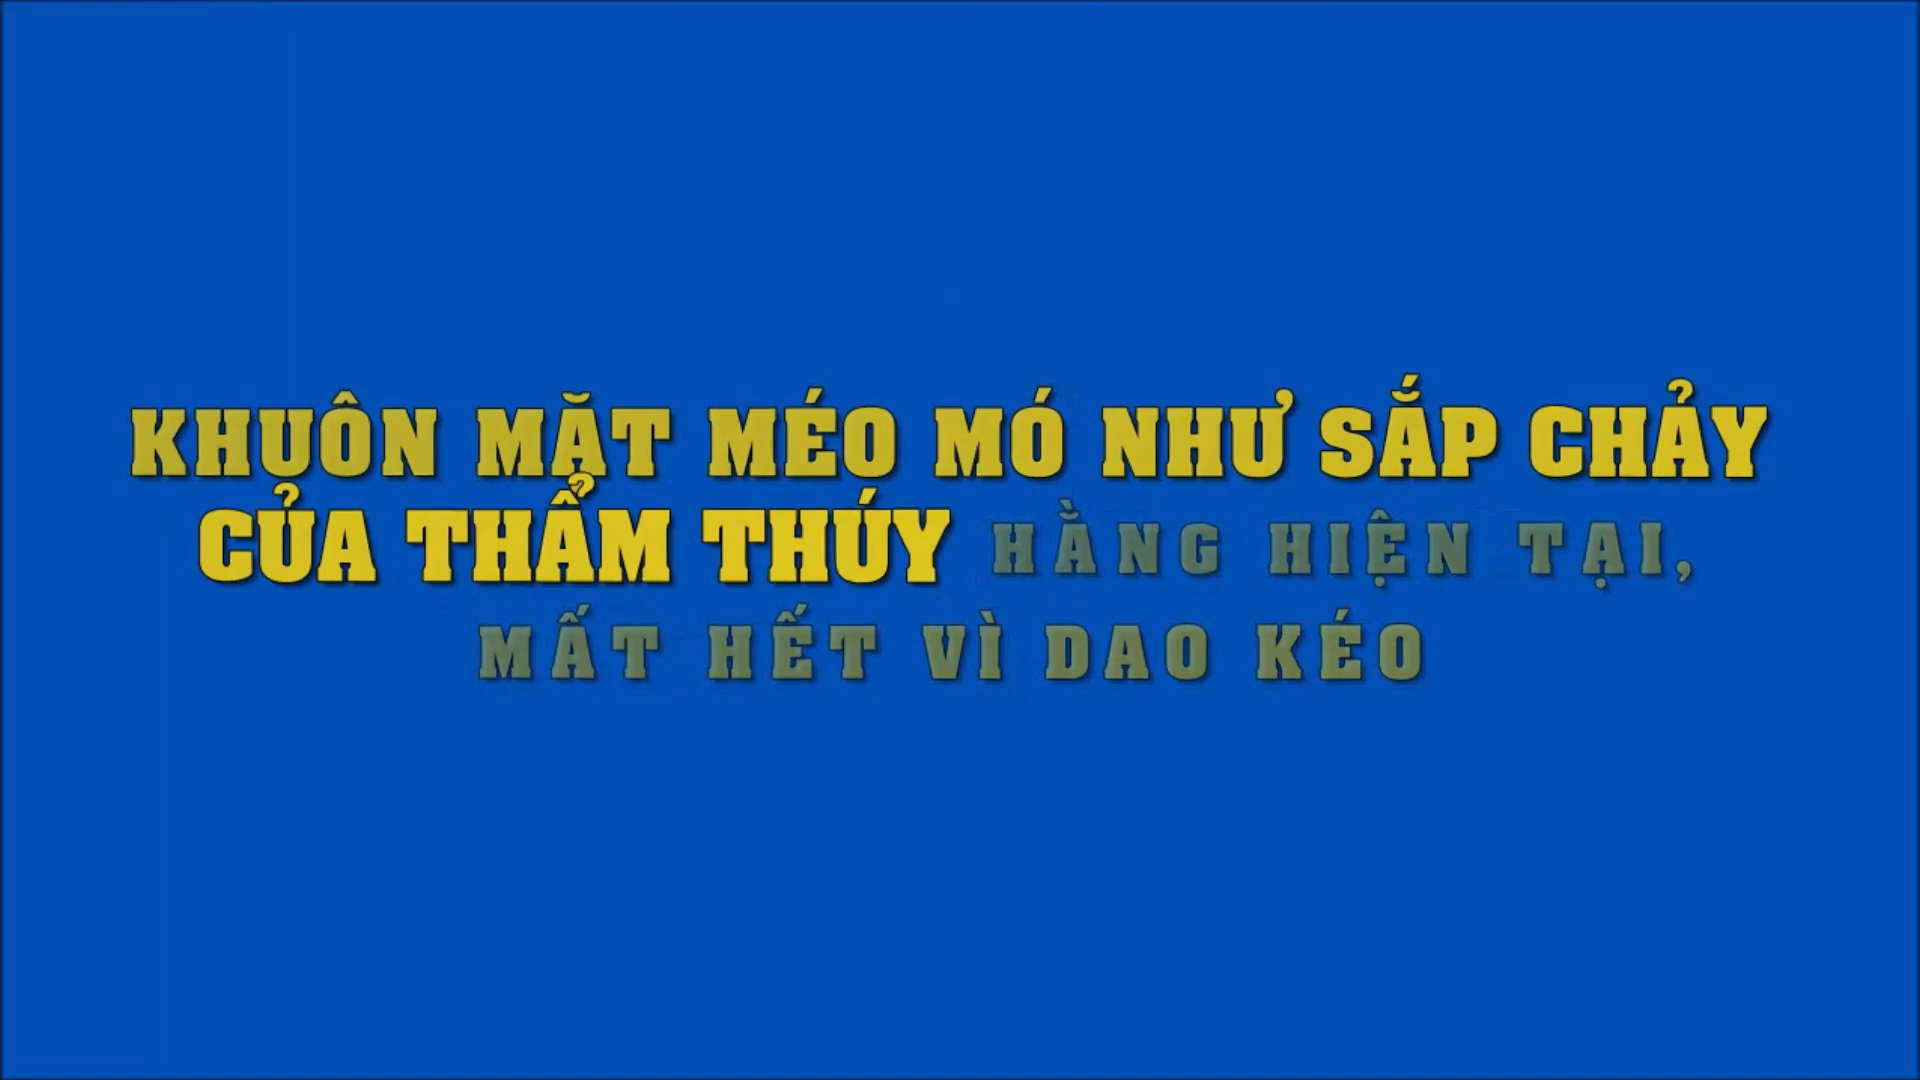 KHUÔN MẶT MÉO MÓ NHƯ SẮP CHẢY
CỦA THẨM THÚY HẰNG HIỆN TẠI,
MẤT HẾT VÌ DAO KÉO